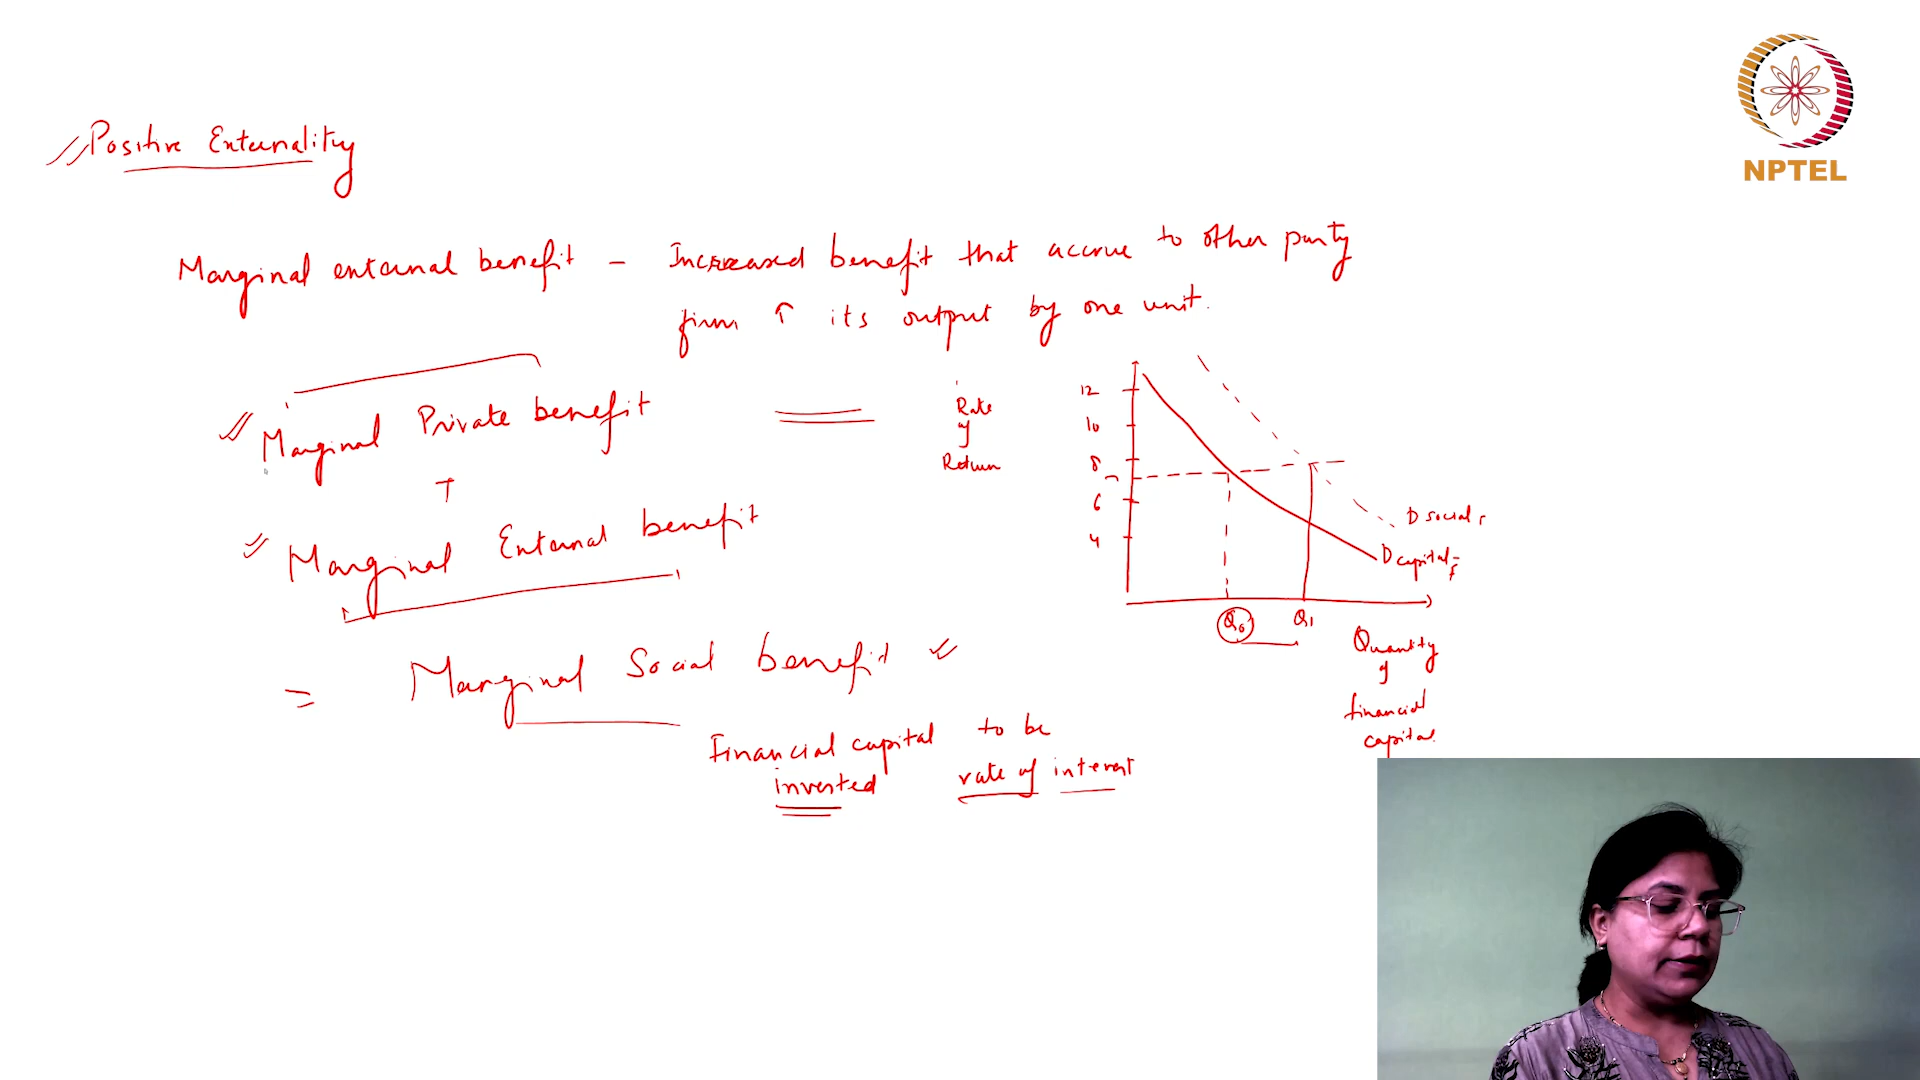 Positive Externality
NPTEL
Marginal external benefit - Increased benefit that accrue to other party
firm ↑ its output by one unit.
Marginal Private benefit
+
Marginal External benefit
= Marginal Social benefit
Financial capital to be
invested rate of interest
Rate
of
Return
12
10
8
6
4
D social
D capital
Q0 Q1
Quantity
of
financial
capital